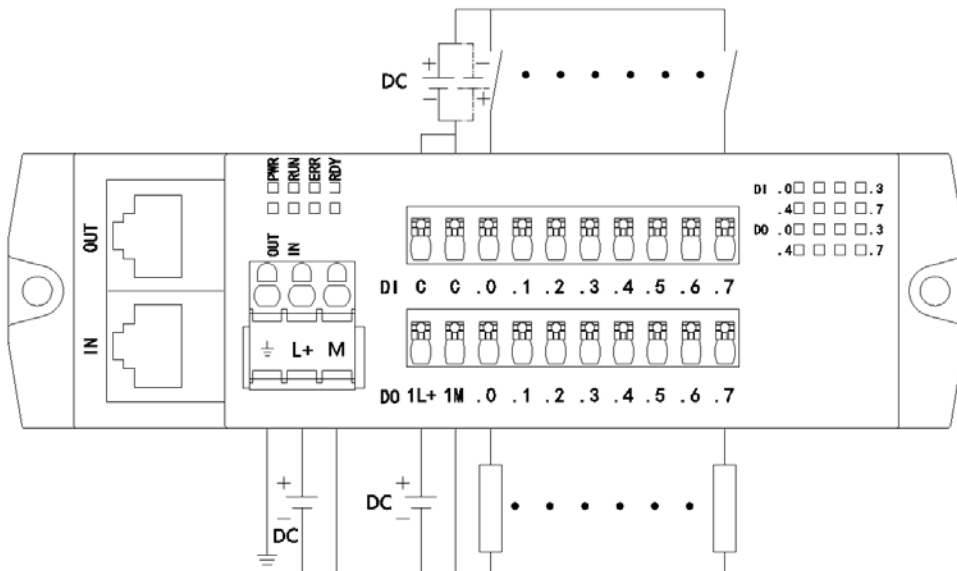 + − DC − +
PWR RUN ERR RDY
OUT IN
OUT
IN
DI .0 .3
.4 .7
DO .0 .3
.4 .7
DI C C .0 .1 .2 .3 .4 .5 .6 .7
L+ M
DO 1L+ 1M .0 .1 .2 .3 .4 .5 .6 .7
+ − DC
+ − DC